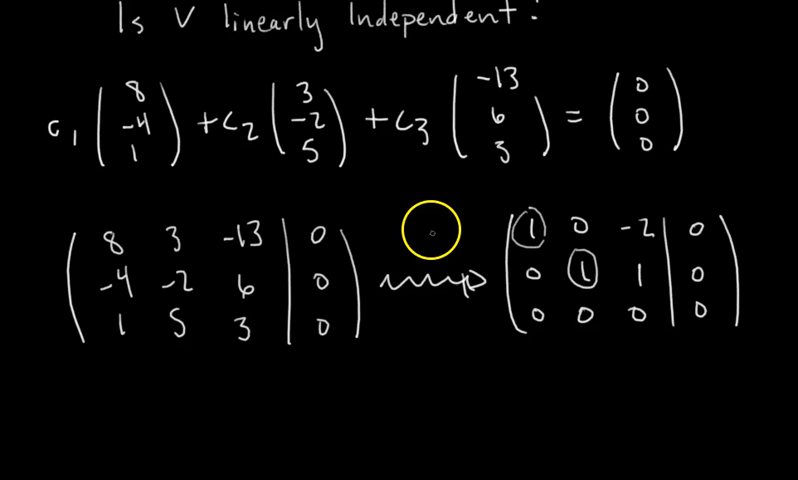 Is V linearly Independent:
c₁ ( 8 -4 1 ) + c₂ ( 3 -2 5 ) + c₃ ( -13 6 3 ) = ( 0 0 0 )
( 8 3 -13 | 0 ) ⇝ ( 1 0 -2 | 0 )
( -4 -2 6 | 0 ) ( 0 1 1 | 0 )
( 1 5 3 | 0 ) ( 0 0 0 | 0 )